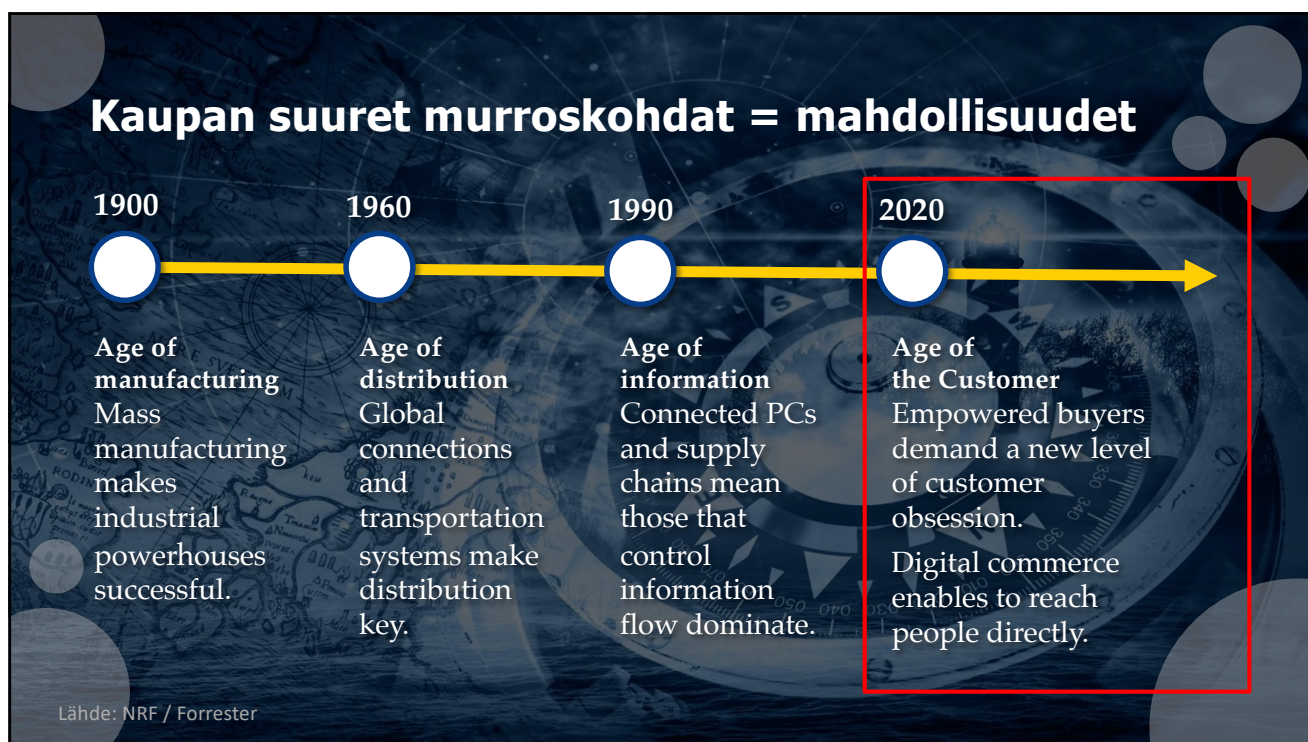 Kaupan suuret murroskohdat = mahdollisuudet
1900
1960
1990
2020
Age of
manufacturing
Mass
manufacturing
makes
industrial
powerhouses
successful.
Age of
distribution
Global
connections
and
transportation
systems make
distribution
key.
Age of
information
Connected PCs
and supply
chains mean
those that
control
information
flow dominate.
Age of
the Customer
Empowered buyers
demand a new level
of customer
obsession.
Digital commerce
enables to reach
people directly.
Lähde: NRF / Forrester